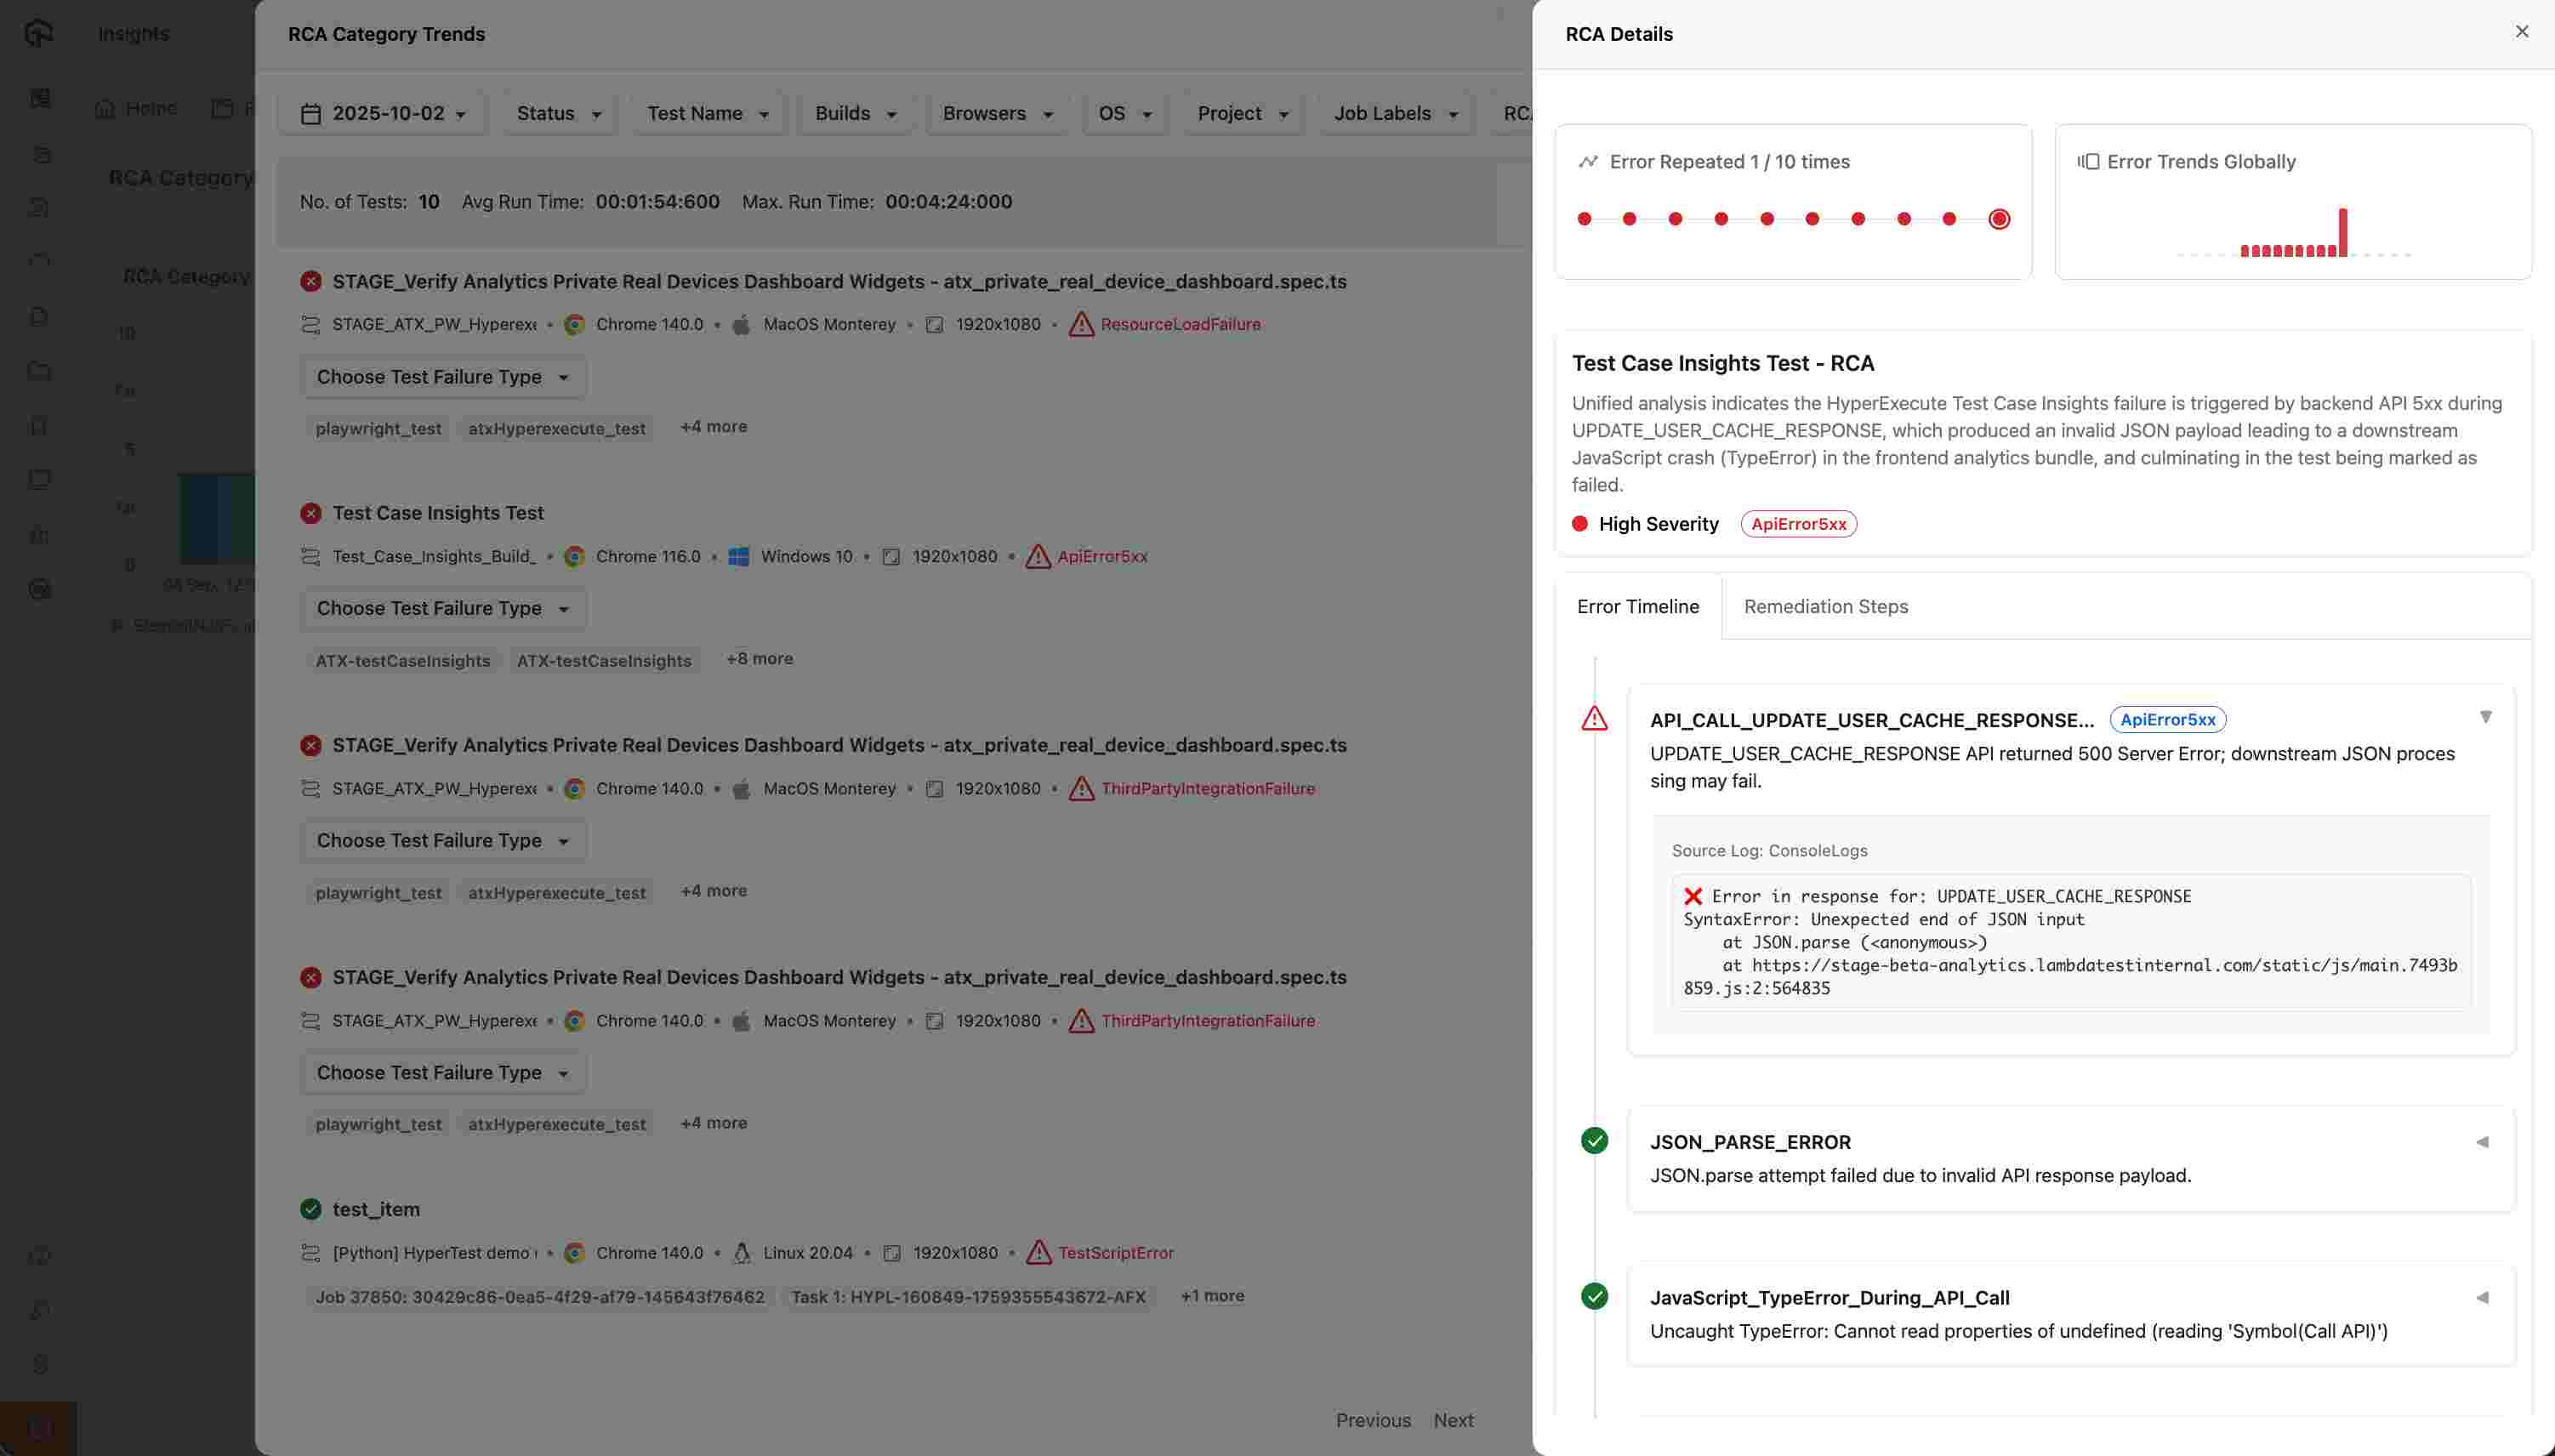 Insights
Home
RCA Category
RCA Category
10
5
0
RCA Category Trends
2025-10-02
Status
Test Name
Builds
Browsers
OS
Project
Job Labels
No. of Tests: 10 Avg Run Time: 00:01:54:600 Max. Run Time: 00:04:24:000
STAGE_Verify Analytics Private Real Devices Dashboard Widgets - atx_private_real_device_dashboard.spec.ts
STAGE_ATX_PW_Hyperexe • Chrome 140.0 • MacOS Monterey • 1920x1080 • ResourceLoadFailure
Choose Test Failure Type
playwright_test atxHyperexecute_test +4 more
Test Case Insights Test
Test_Case_Insights_Build_ • Chrome 116.0 • Windows 10 • 1920x1080 • ApiError5xx
Choose Test Failure Type
ATX-testCaseInsights ATX-testCaseInsights +8 more
STAGE_Verify Analytics Private Real Devices Dashboard Widgets - atx_private_real_device_dashboard.spec.ts
STAGE_ATX_PW_Hyperexe • Chrome 140.0 • MacOS Monterey • 1920x1080 • ThirdPartyIntegrationFailure
Choose Test Failure Type
playwright_test atxHyperexecute_test +4 more
STAGE_Verify Analytics Private Real Devices Dashboard Widgets - atx_private_real_device_dashboard.spec.ts
STAGE_ATX_PW_Hyperexe • Chrome 140.0 • MacOS Monterey • 1920x1080 • ThirdPartyIntegrationFailure
Choose Test Failure Type
playwright_test atxHyperexecute_test +4 more
test_item
[Python] HyperTest demo • Chrome 140.0 • Linux 20.04 • 1920x1080 • TestScriptError
Job 37850: 30429c86-0ea5-4f29-af79-145643f76462 Task 1: HYPL-160849-1759355543672-AFX +1 more
Previous Next
RCA Details
Error Repeated 1 / 10 times
Error Trends Globally
Test Case Insights Test - RCA
Unified analysis indicates the HyperExecute Test Case Insights failure is triggered by backend API 5xx during
UPDATE_USER_CACHE_RESPONSE, which produced an invalid JSON payload leading to a downstream
JavaScript crash (TypeError) in the frontend analytics bundle, and culminating in the test being marked as
failed.
High Severity ApiError5xx
Error Timeline Remediation Steps
API_CALL_UPDATE_USER_CACHE_RESPONSE... ApiError5xx
UPDATE_USER_CACHE_RESPONSE API returned 500 Server Error; downstream JSON proces
sing may fail.
Source Log: ConsoleLogs
❌ Error in response for: UPDATE_USER_CACHE_RESPONSE
SyntaxError: Unexpected end of JSON input
at JSON.parse (<anonymous>)
at https://stage-beta-analytics.lambdatestinternal.com/static/js/main.7493b
859.js:2:564835
JSON_PARSE_ERROR
JSON.parse attempt failed due to invalid API response payload.
JavaScript_TypeError_During_API_Call
Uncaught TypeError: Cannot read properties of undefined (reading 'Symbol(Call API)')